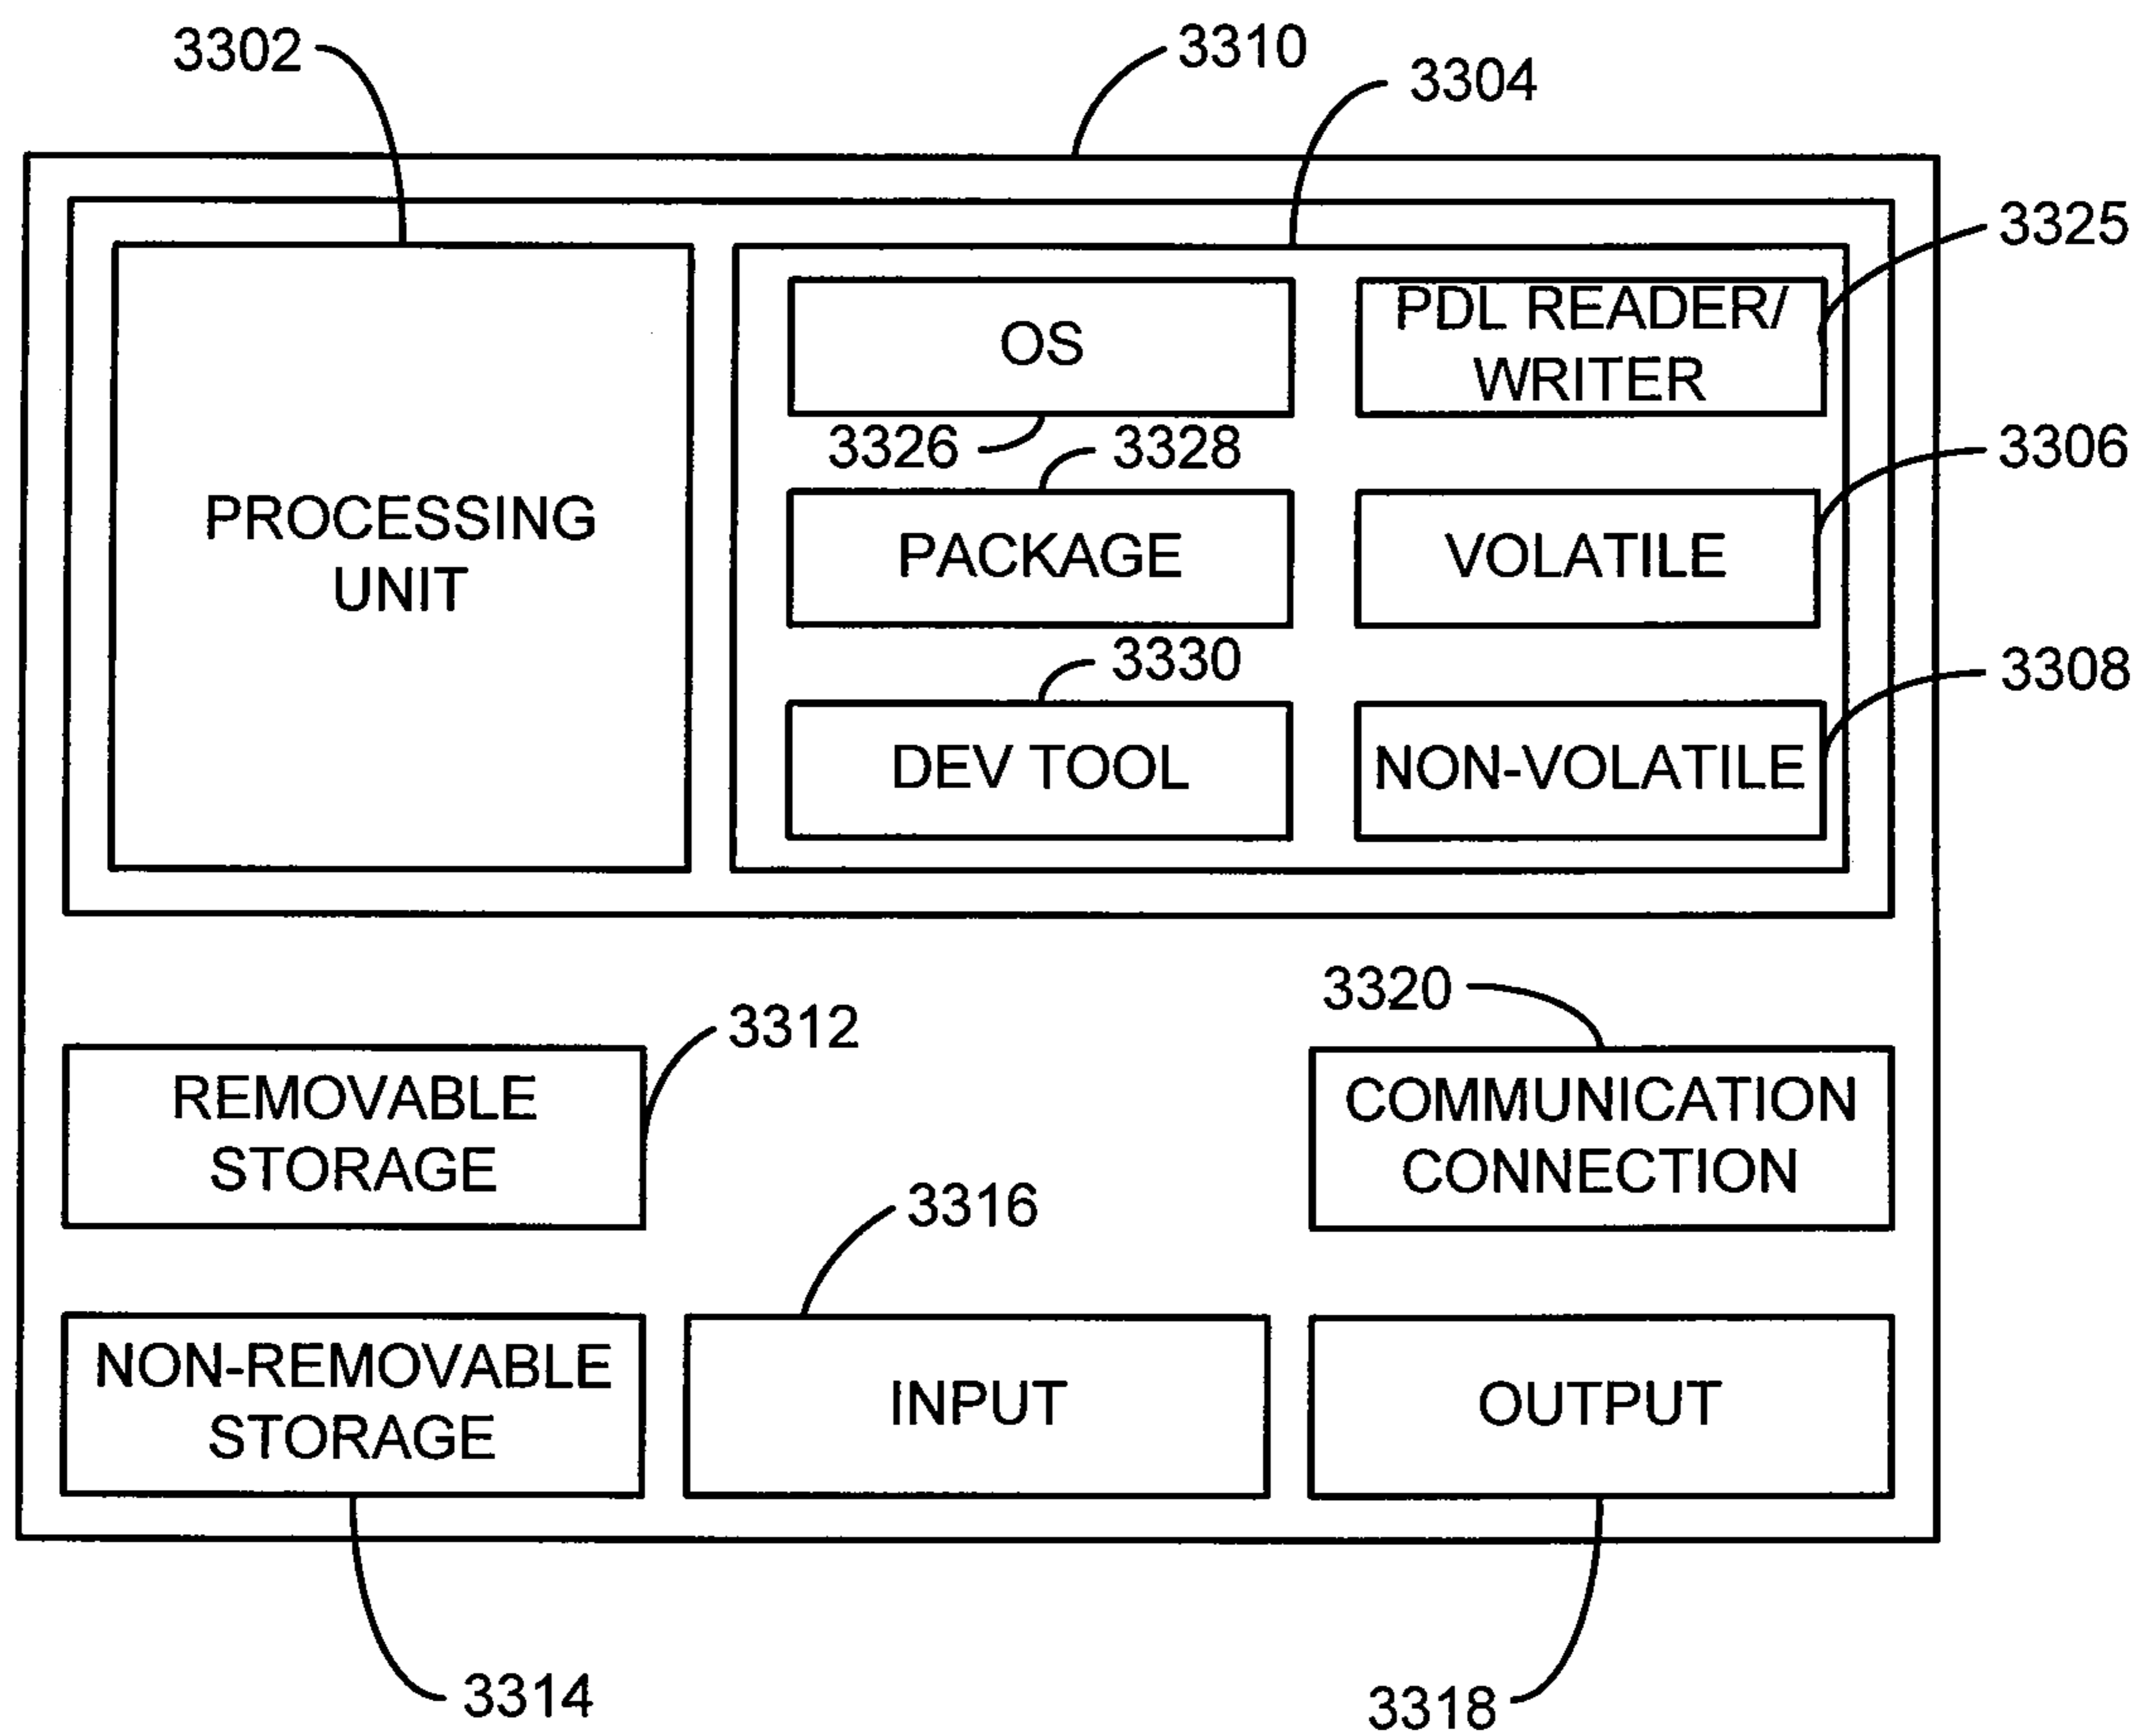 3302
3310
3304
3325
OS
PDL READER/
WRITER
3326
3328
3306
PROCESSING
UNIT
PACKAGE
VOLATILE
3330
3308
DEV TOOL
NON-VOLATILE
3312
3320
REMOVABLE
STORAGE
COMMUNICATION
CONNECTION
3316
NON-REMOVABLE
STORAGE
INPUT
OUTPUT
3314
3318